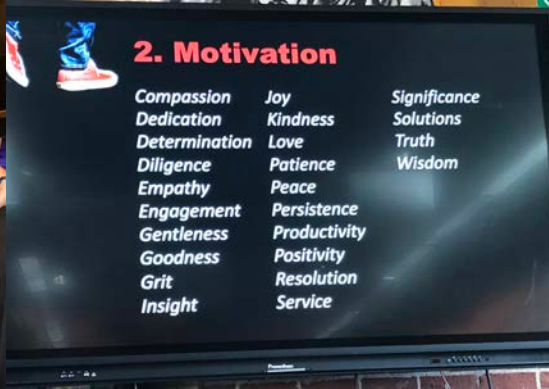 2. Motivation
Compassion
Dedication
Determination
Diligence
Empathy
Engagement
Gentleness
Goodness
Grit
Insight
Joy
Kindness
Love
Patience
Peace
Persistence
Productivity
Positivity
Resolution
Service
Significance
Solutions
Truth
Wisdom
Promethean